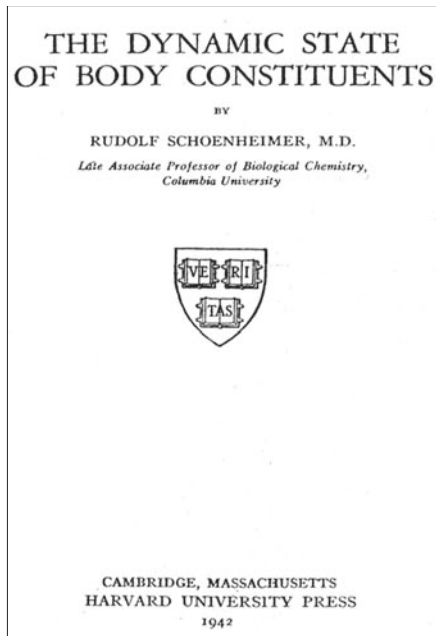 THE DYNAMIC STATE
OF BODY CONSTITUENTS
BY
RUDOLF SCHOENHEIMER, M.D.
Late Associate Professor of Biological Chemistry,
Columbia University
VE RI
TAS
CAMBRIDGE, MASSACHUSETTS
HARVARD UNIVERSITY PRESS
1942